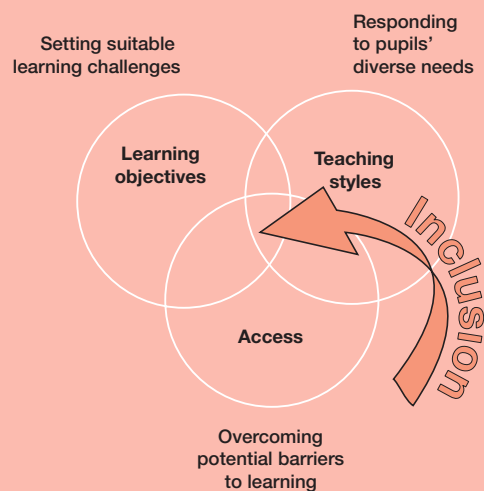 Setting suitable
learning challenges
Responding
to pupils’
diverse needs
Learning
objectives
Teaching
styles
Inclusion
Access
Overcoming
potential barriers
to learning